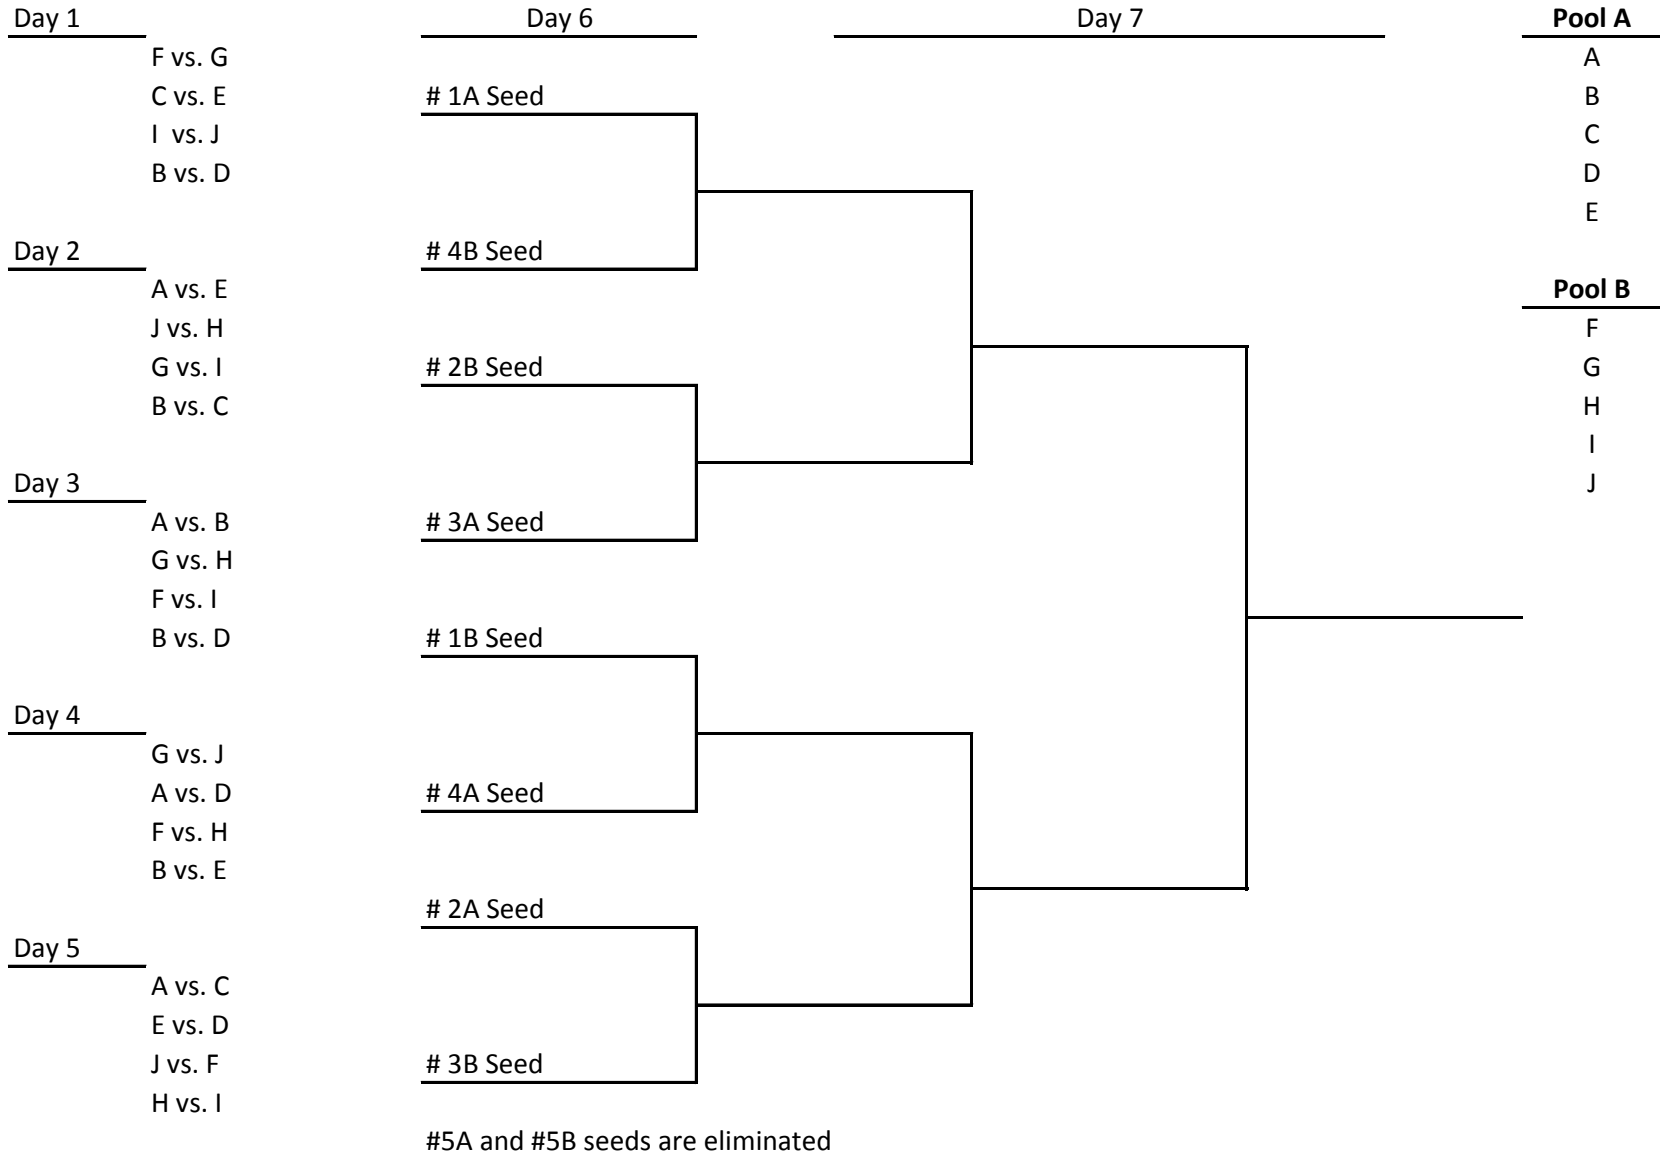 Day 1
F vs. G
C vs. E
I  vs. J
B vs. D
Day 2
A vs. E
J vs. H
G vs. I
B vs. C
Day 3
A vs. B
G vs. H
F vs. I
B vs. D
Day 4
G vs. J
A vs. D
F vs. H
B vs. E
Day 5
A vs. C
E vs. D
J vs. F
H vs. I
Day 6
# 1A Seed
# 4B Seed
# 2B Seed
# 3A Seed
# 1B Seed
# 4A Seed
# 2A Seed
# 3B Seed
#5A and #5B seeds are eliminated
Day 7
Pool A
A
B
C
D
E
Pool B
F
G
H
I
J